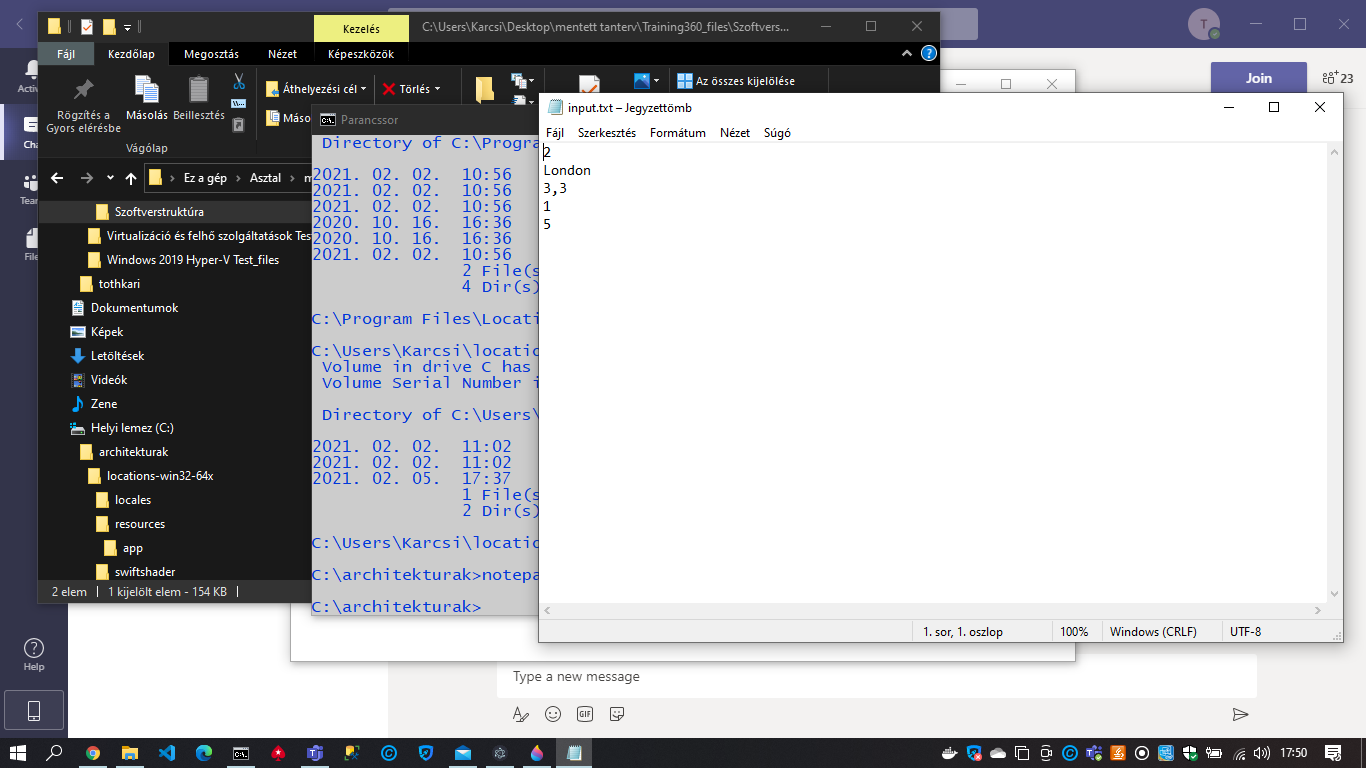 Kezelés
C:\Users\Karcsi\Desktop\mentett tanterv\Training360_files\Szoftvers...
T
Fájl
Kezdőlap
Megosztás
Nézet
Képeszközök
Rögzítés a
Gyors elérésbe
Másolás
Beillesztés
Áthelyezési cél
Törlés
Az összes kijelölése
Vágólap
Join
23
Ez a gép
Asztal
Szoftverstruktúra
Virtualizáció és felhő szolgáltatások
Windows 2019 Hyper-V Test_files
tothkari
Dokumentumok
Képek
Letöltések
Videók
Zene
Helyi lemez (C:)
architekturak
locations-win32-64x
locales
resources
app
swiftshader
2 elem
1 kijelölt elem - 154 KB
Help
Parancssor
Directory of
2021. 02. 02. 10:56
2021. 02. 02. 10:56
2021. 02. 02. 10:56
2020. 10. 16. 16:36
2020. 10. 16. 16:36
2021. 02. 02. 10:56
2 File(s
4 Dir(s)
C:\Program Files\Locati
C:\Users\Karcsi\locatio
Volume in drive C has
Volume Serial Number i
Directory of C:\Users\
2021. 02. 02. 11:02
2021. 02. 02. 11:02
2021. 02. 05. 17:37
1 File(s
2 Dir(s)
C:\Users\Karcsi\locatio
C:\architekturak>notepa
C:\architekturak>
input.txt – Jegyzettömb
Fájl
Szerkesztés
Formátum
Nézet
Súgó
2
London
3,3
1
5
1. sor, 1. oszlop
100%
Windows (CRLF)
UTF-8
Type a new message
GIF
17:50